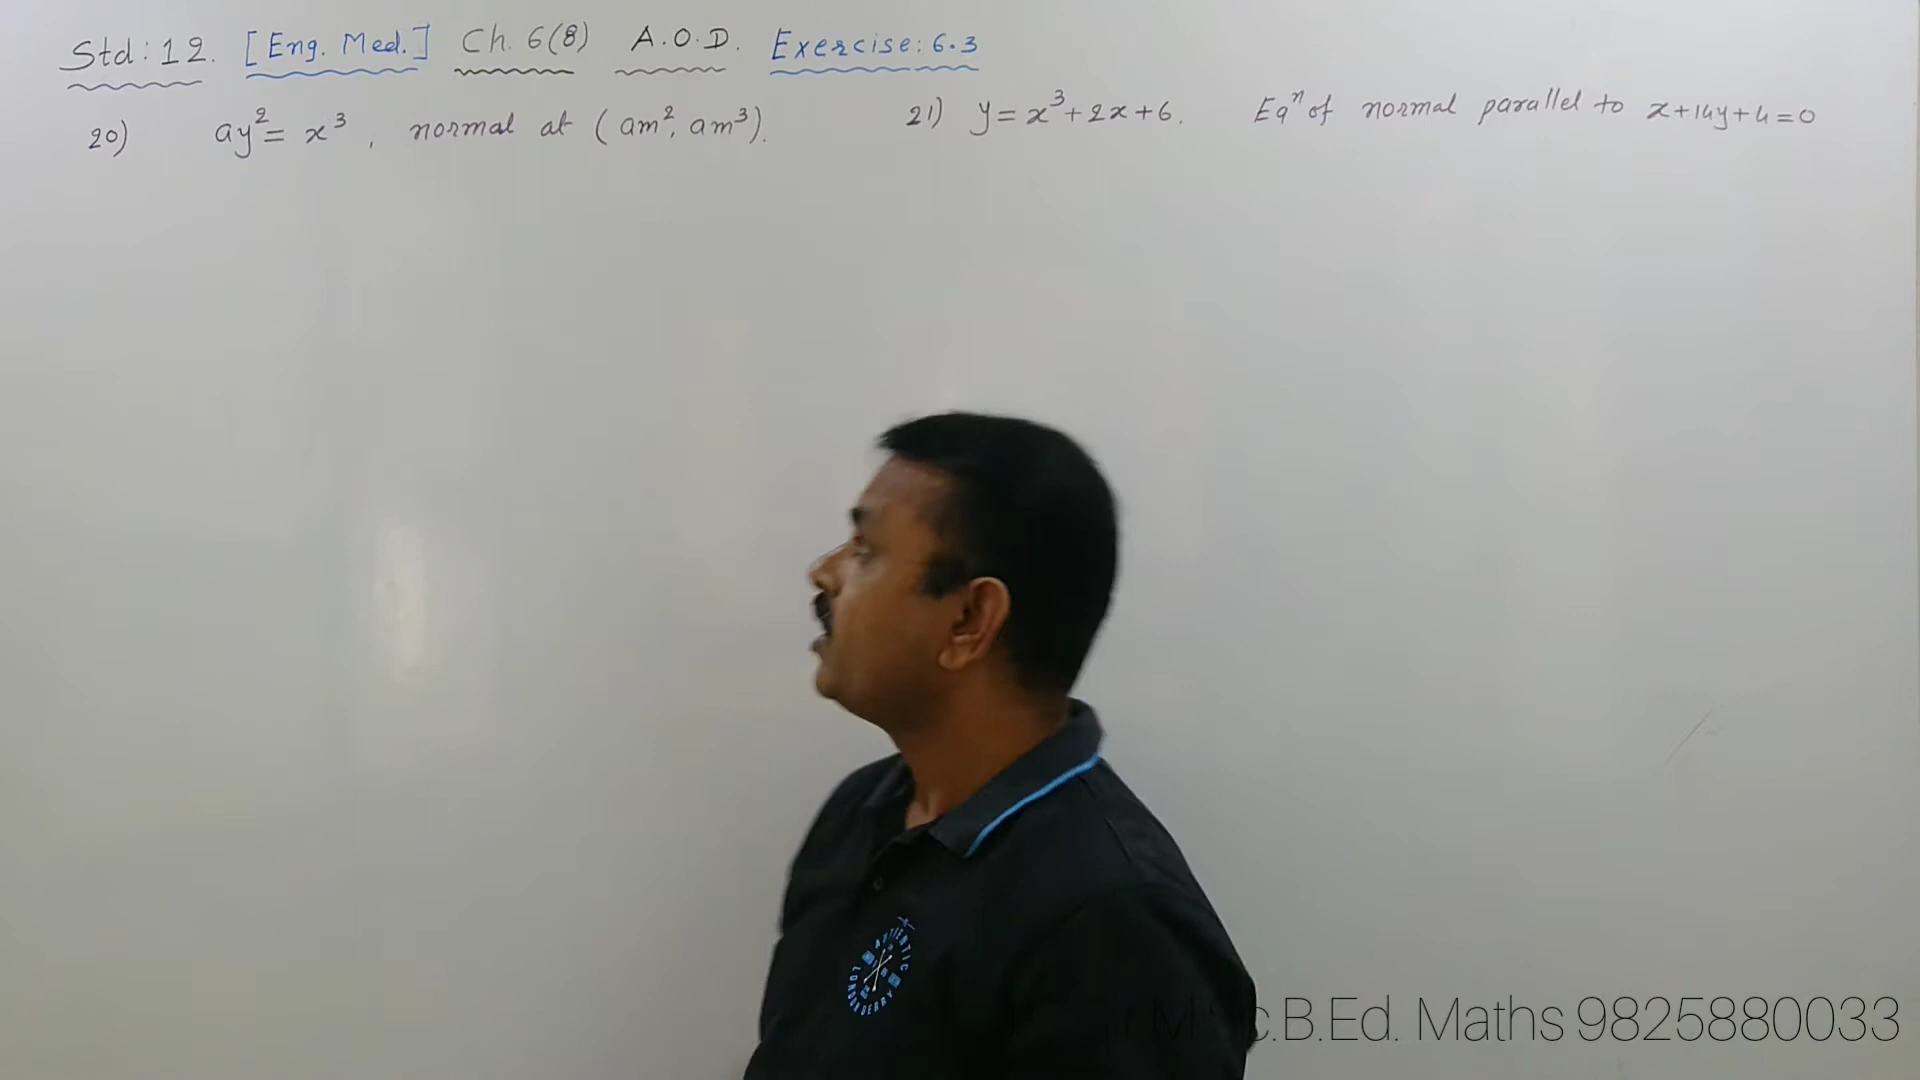 Std: 12. [Eng. Med.] Ch. 6(8) A.O.D. Exercise: 6.3
20) ay² = x³, normal at (am², am³).
21) y = x³ + 2x + 6. Eqⁿ of normal parallel to x + 14y + 4 = 0
LONDONDERRY
c.B.Ed. Maths 9825880033